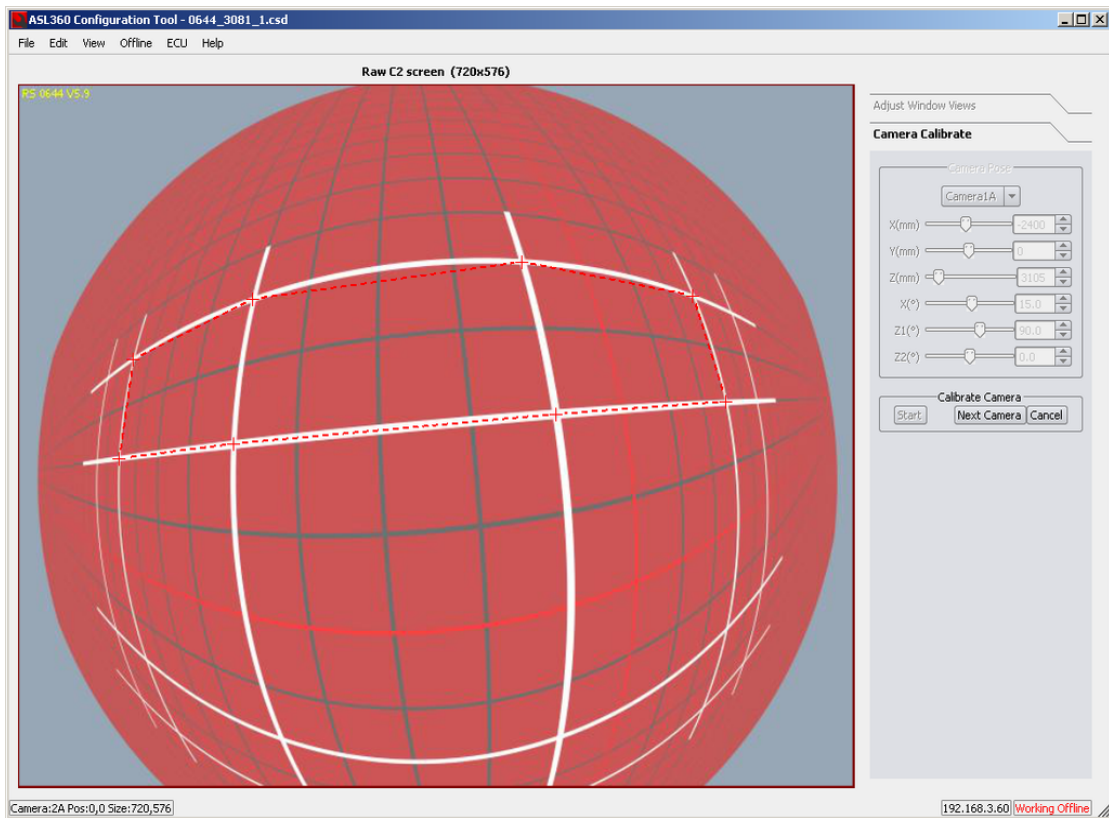 ASL360 Configuration Tool - 0644_3081_1.csd
File Edit View Offline ECU Help
Raw C2 screen (720x576)
RS 0644 V5.9
Adjust Window Views
Camera Calibrate
Camera Pose
Camera1A
X(mm) -2400
Y(mm) 0
Z(mm) 3105
X(°) 15.0
Z1(°) 90.0
Z2(°) 0.0
Calibrate Camera
Start Next Camera Cancel
Camera:2A Pos:0,0 Size:720,576 192.168.3.60 Working Offline